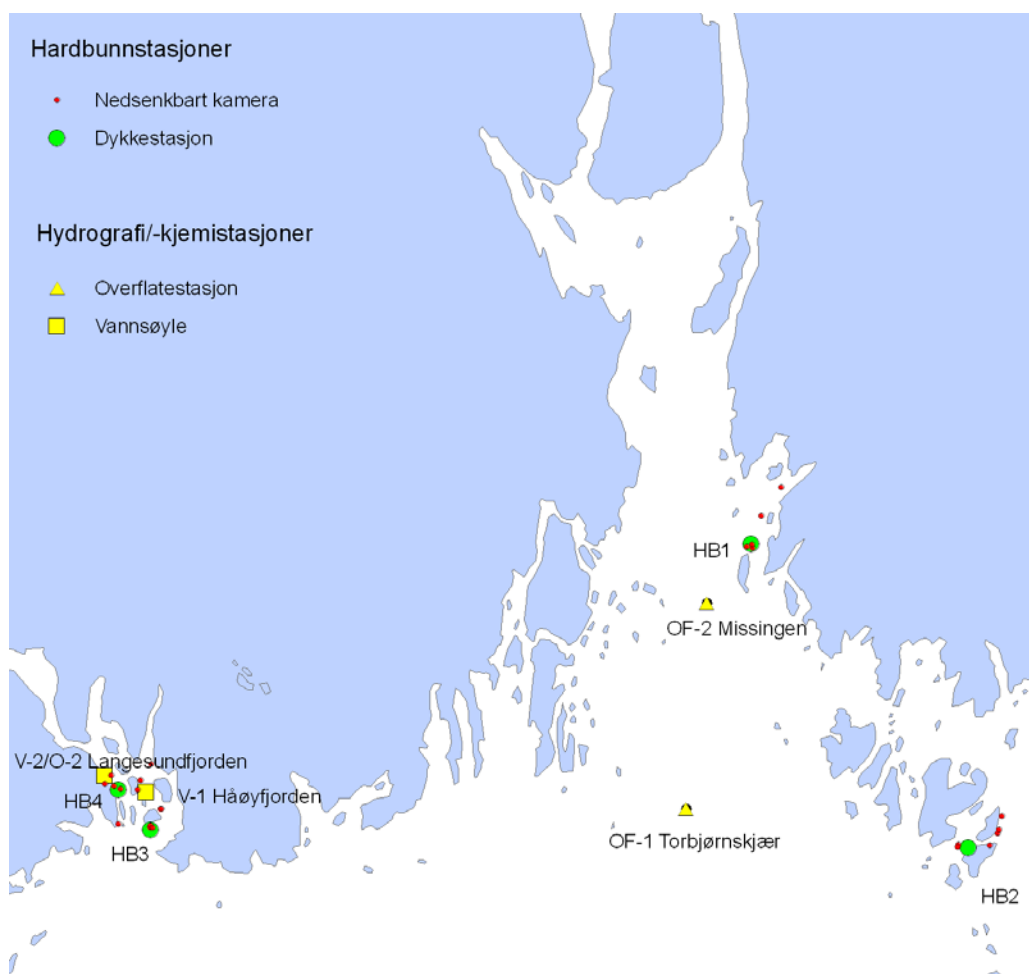 Hardbunnstasjoner
Nedsenkbart kamera
Dykkestasjon
Hydrografi/-kjemistasjoner
Overflatestasjon
Vannsøyle
HB1
OF-2 Missingen
V-2/O-2 Langesundfjorden
HB4
V-1 Håøyfjorden
HB3
OF-1 Torbjørnskjær
HB2